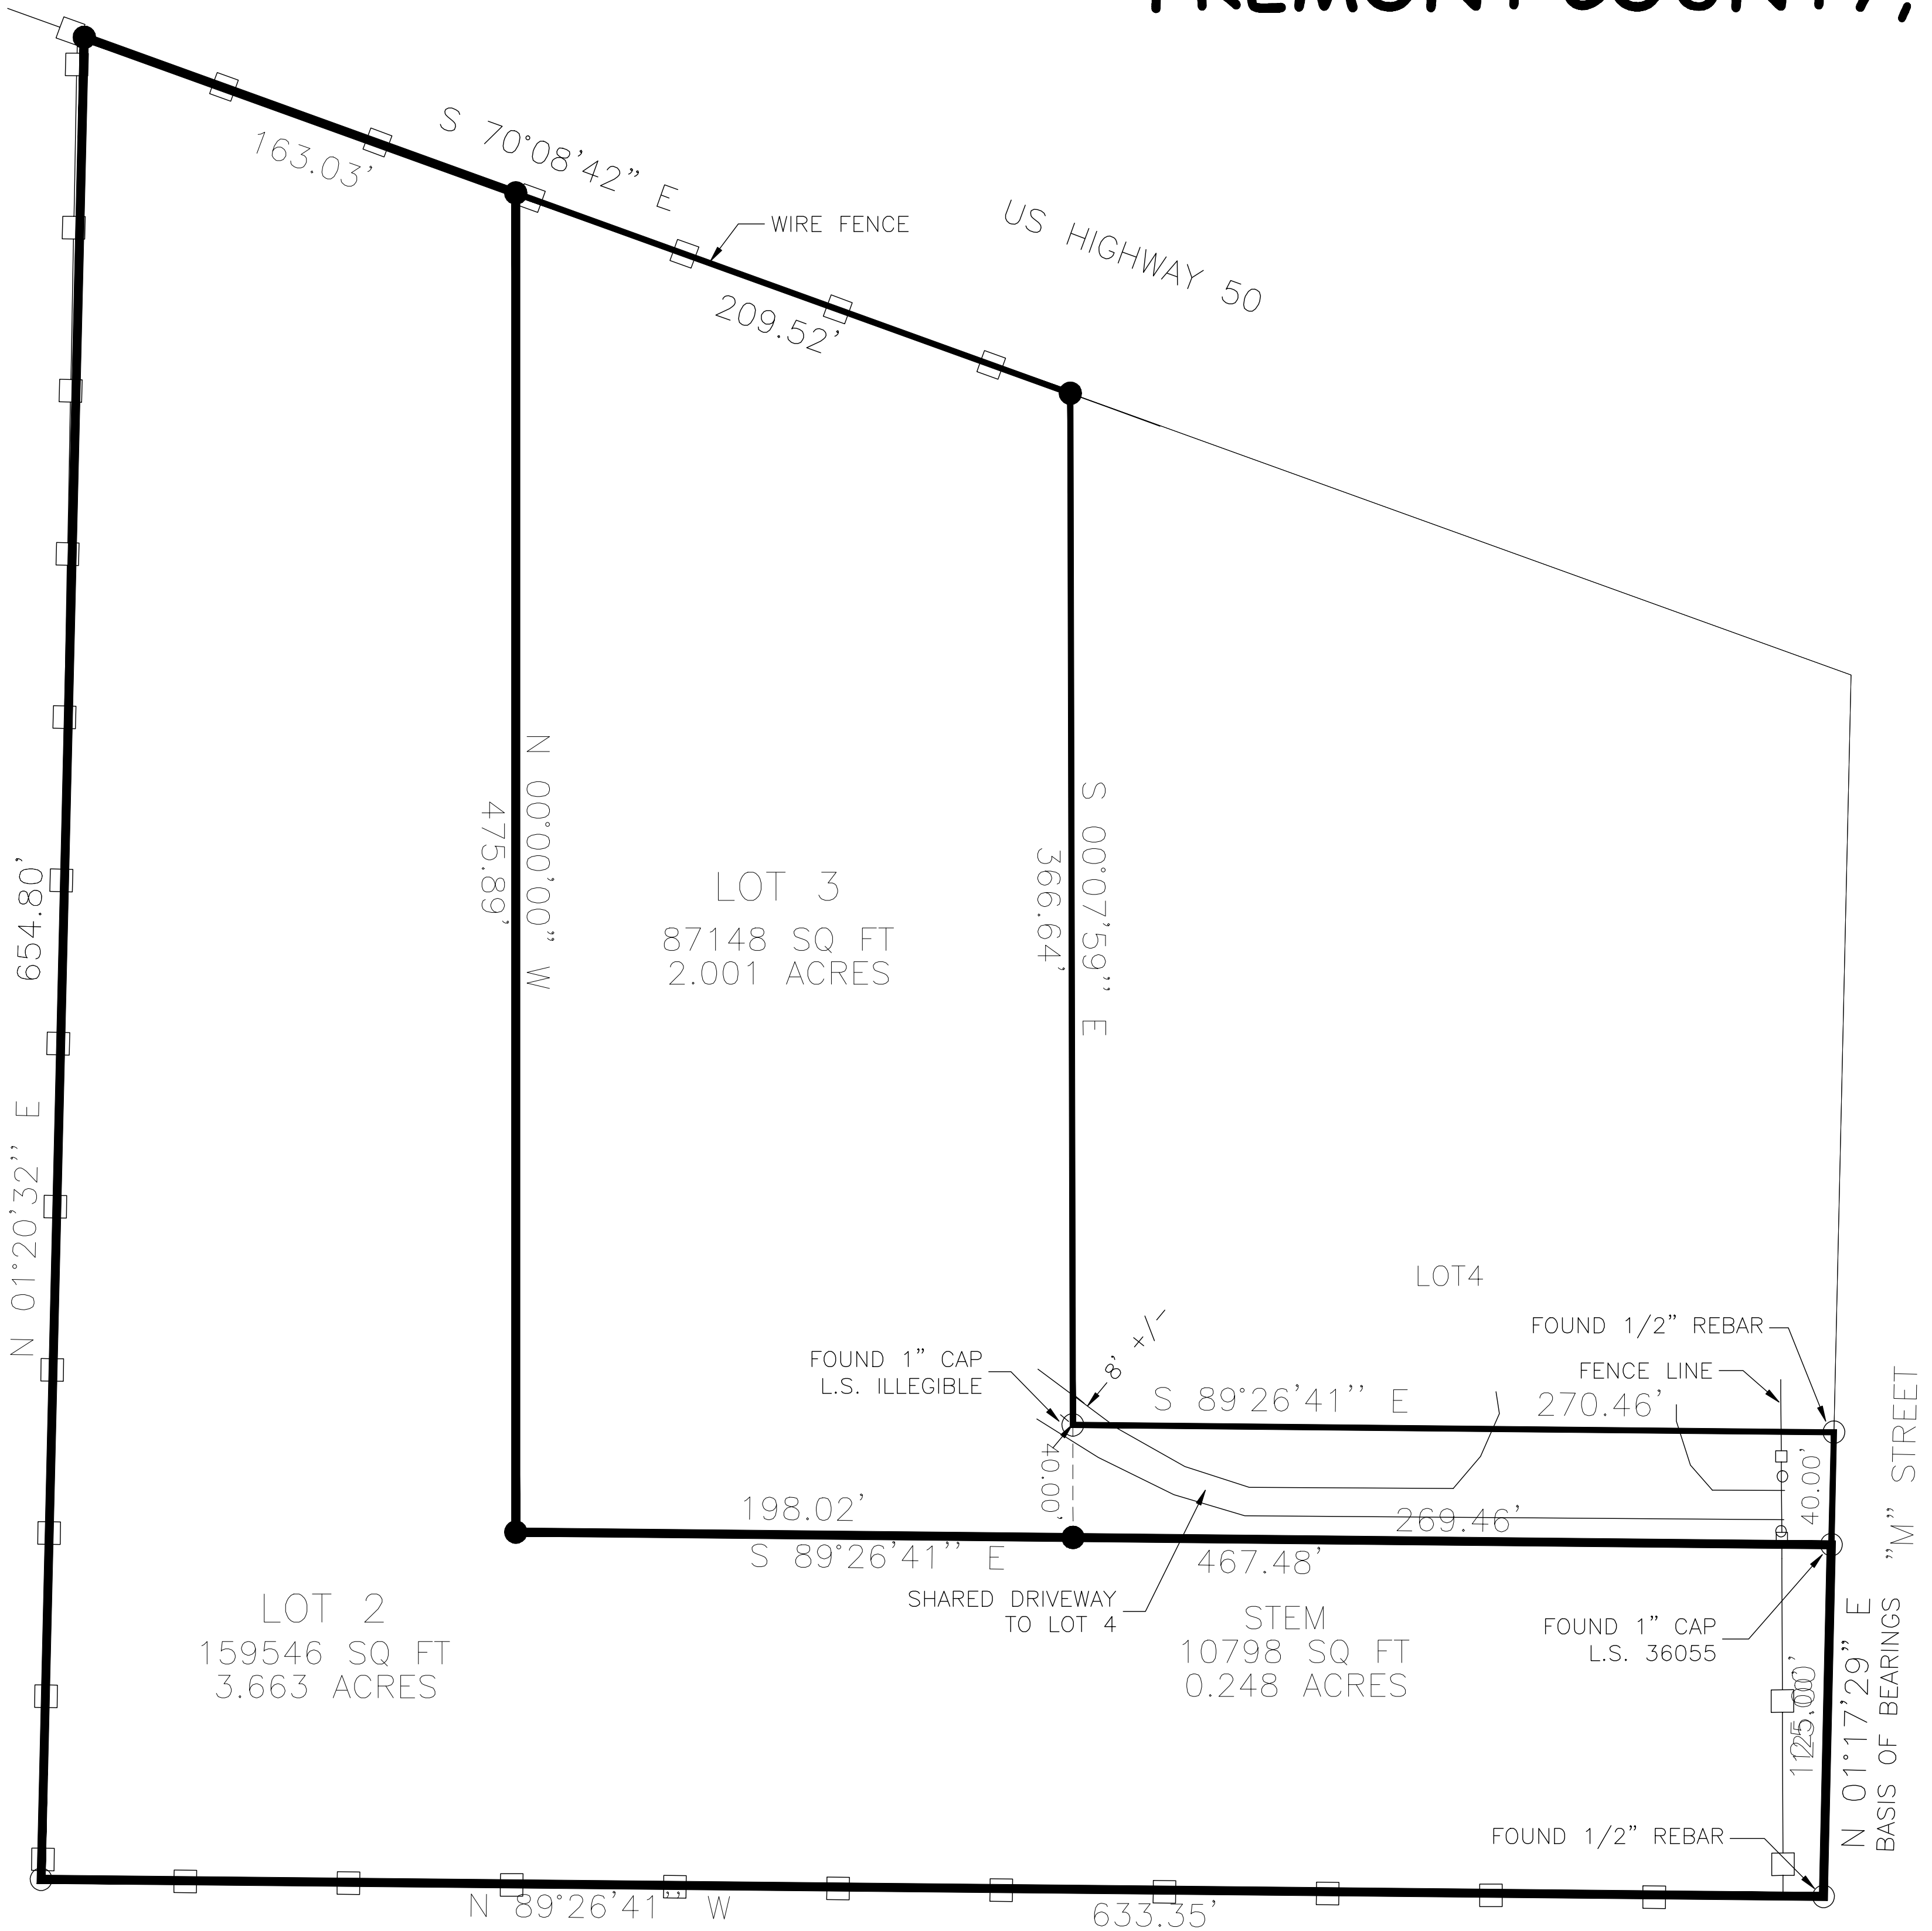 FREMONT COUNTY,
S 70°08'42" E
163.03'
WIRE FENCE
US HIGHWAY 50
209.52'
N 00°00'00" W
475.89'
S 00°07'59" E
366.64'
654.80'
N 01°20'32" E
LOT 3
87148 SQ FT
2.001 ACRES
LOT4
8' +/-
FOUND 1/2" REBAR
FOUND 1" CAP
L.S. ILLEGIBLE
FENCE LINE
S 89°26'41" E
270.46'
"M" STREET
40.00'
40.00'
198.02'
269.46'
S 89°26'41" E
467.48'
SHARED DRIVEWAY
TO LOT 4
LOT 2
159546 SQ FT
3.663 ACRES
STEM
10798 SQ FT
0.248 ACRES
FOUND 1" CAP
L.S. 36055
N 01°17'29" E
BASIS OF BEARINGS
FOUND 1/2" REBAR
N 89°26'41" W
633.35'